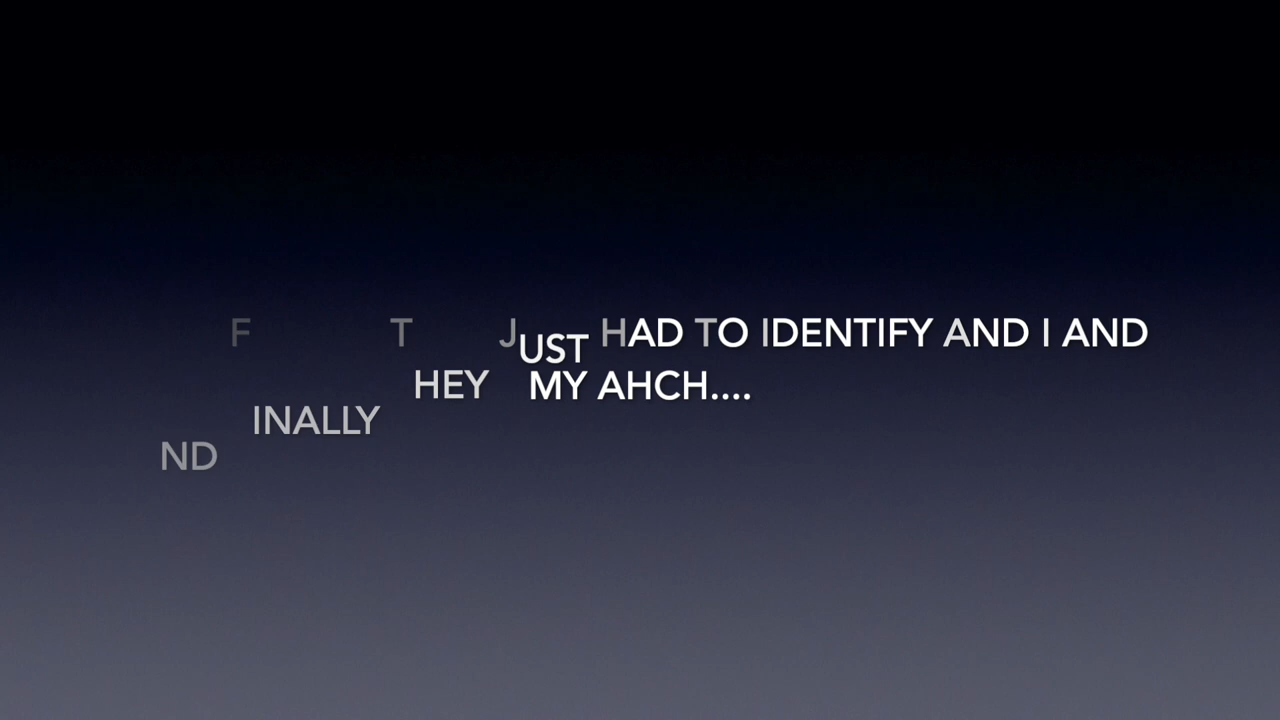 F T JUST HAD TO IDENTIFY AND I AND
HEY MY AHCH....
INALLY
ND